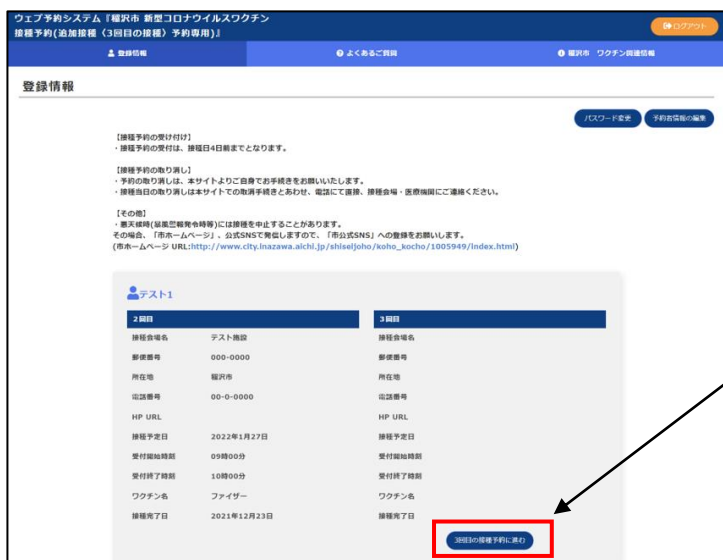 ウェブ予約システム『稲沢市 新型コロナウイルスワクチン
接種予約(追加接種〈3回目の接種〉予約専用)』
ログアウト
登録情報
よくあるご質問
稲沢市 ワクチン関連情報
登録情報
パスワード変更
予約者情報の編集
【接種予約の受け付け】
・接種予約の受付は、接種日4日前までとなります。
【接種予約の取り消し】
・予約の取り消しは、本サイトよりご自身でお手続きをお願いいたします。
・接種当日の取り消しは本サイトでの取消手続きとあわせ、電話にて直接、接種会場・医療機関にご連絡ください。
【その他】
・悪天候時(暴風警報発令時等)には接種を中止することがあります。
その場合、「市ホームページ」、公式SNSで発信しますので、「市公式SNS」への登録をお願いします。
(市ホームページ URL:http://www.city.inazawa.aichi.jp/shiseijoho/koho_kocho/1005949/index.html)
テスト1
2回目
接種会場名 テスト施設
郵便番号 000-0000
所在地 稲沢市
電話番号 00-0-0000
HP URL
接種予定日 2022年1月27日
受付開始時刻 09時00分
受付終了時刻 10時00分
ワクチン名 ファイザー
接種完了日 2021年12月23日
3回目
接種会場名
郵便番号
所在地
電話番号
HP URL
接種予定日
受付開始時刻
受付終了時刻
ワクチン名
接種完了日
3回目の接種予約に進む